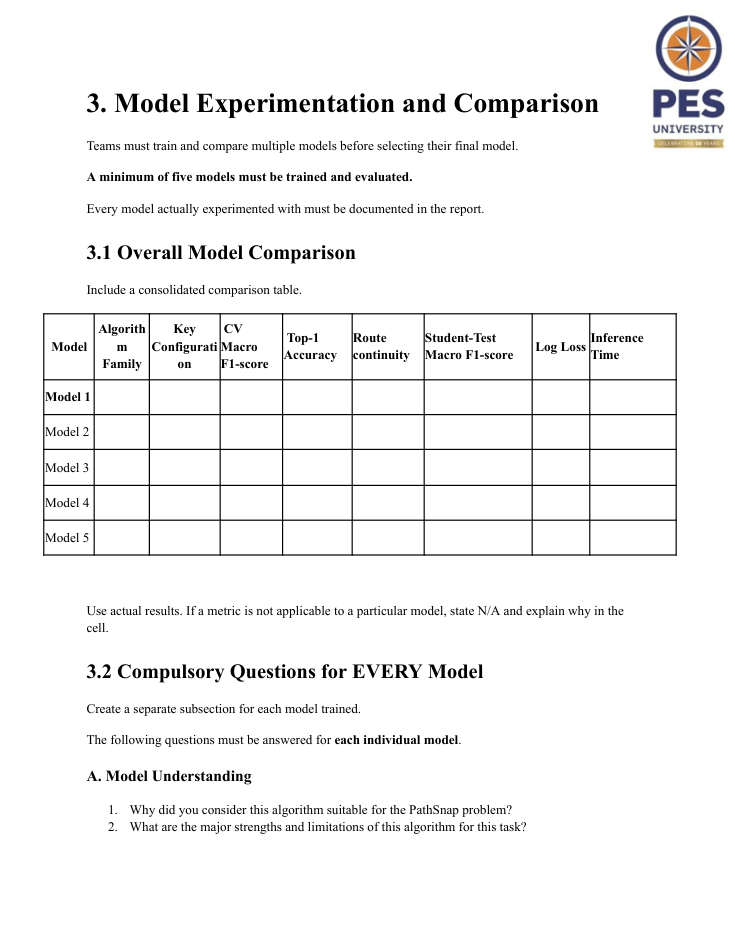 PES
UNIVERSITY
CELEBRATING 50 YEARS
3. Model Experimentation and Comparison
Teams must train and compare multiple models before selecting their final model.
A minimum of five models must be trained and evaluated.
Every model actually experimented with must be documented in the report.
3.1 Overall Model Comparison
Include a consolidated comparison table.
Model
Algorith
m
Family
Key
Configurati
on
CV
Macro
F1-score
Top-1
Accuracy
Route
continuity
Student-Test
Macro F1-score
Log Loss
Inference
Time
Model 1
Model 2
Model 3
Model 4
Model 5
Use actual results. If a metric is not applicable to a particular model, state N/A and explain why in the
cell.
3.2 Compulsory Questions for EVERY Model
Create a separate subsection for each model trained.
The following questions must be answered for each individual model.
A. Model Understanding
1. Why did you consider this algorithm suitable for the PathSnap problem?
2. What are the major strengths and limitations of this algorithm for this task?